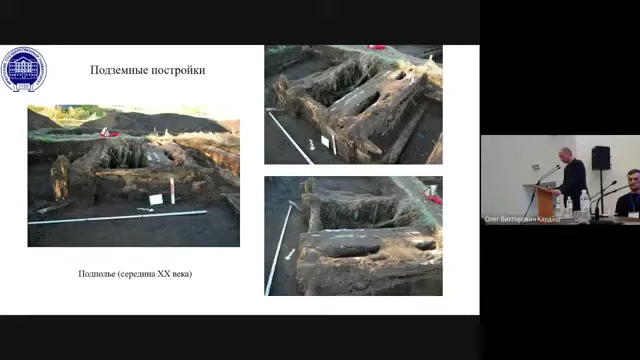 Подземные постройки
Подполье (середина XX века)
Олег Викторович Кардаш